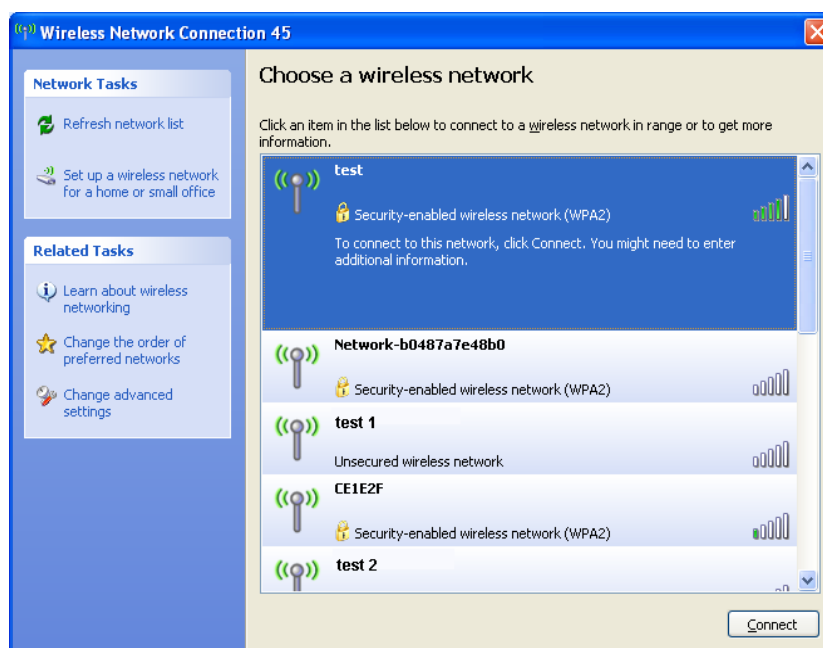 Wireless Network Connection 45
Network Tasks
Refresh network list
Set up a wireless network
for a home or small office
Related Tasks
Learn about wireless
networking
Change the order of
preferred networks
Change advanced
settings
Choose a wireless network
Click an item in the list below to connect to a wireless network in range or to get more
information.
test
Security-enabled wireless network (WPA2)
To connect to this network, click Connect. You might need to enter
additional information.
Network-b0487a7e48b0
Security-enabled wireless network (WPA2)
test 1
Unsecured wireless network
CE1E2F
Security-enabled wireless network (WPA2)
test 2
Connect